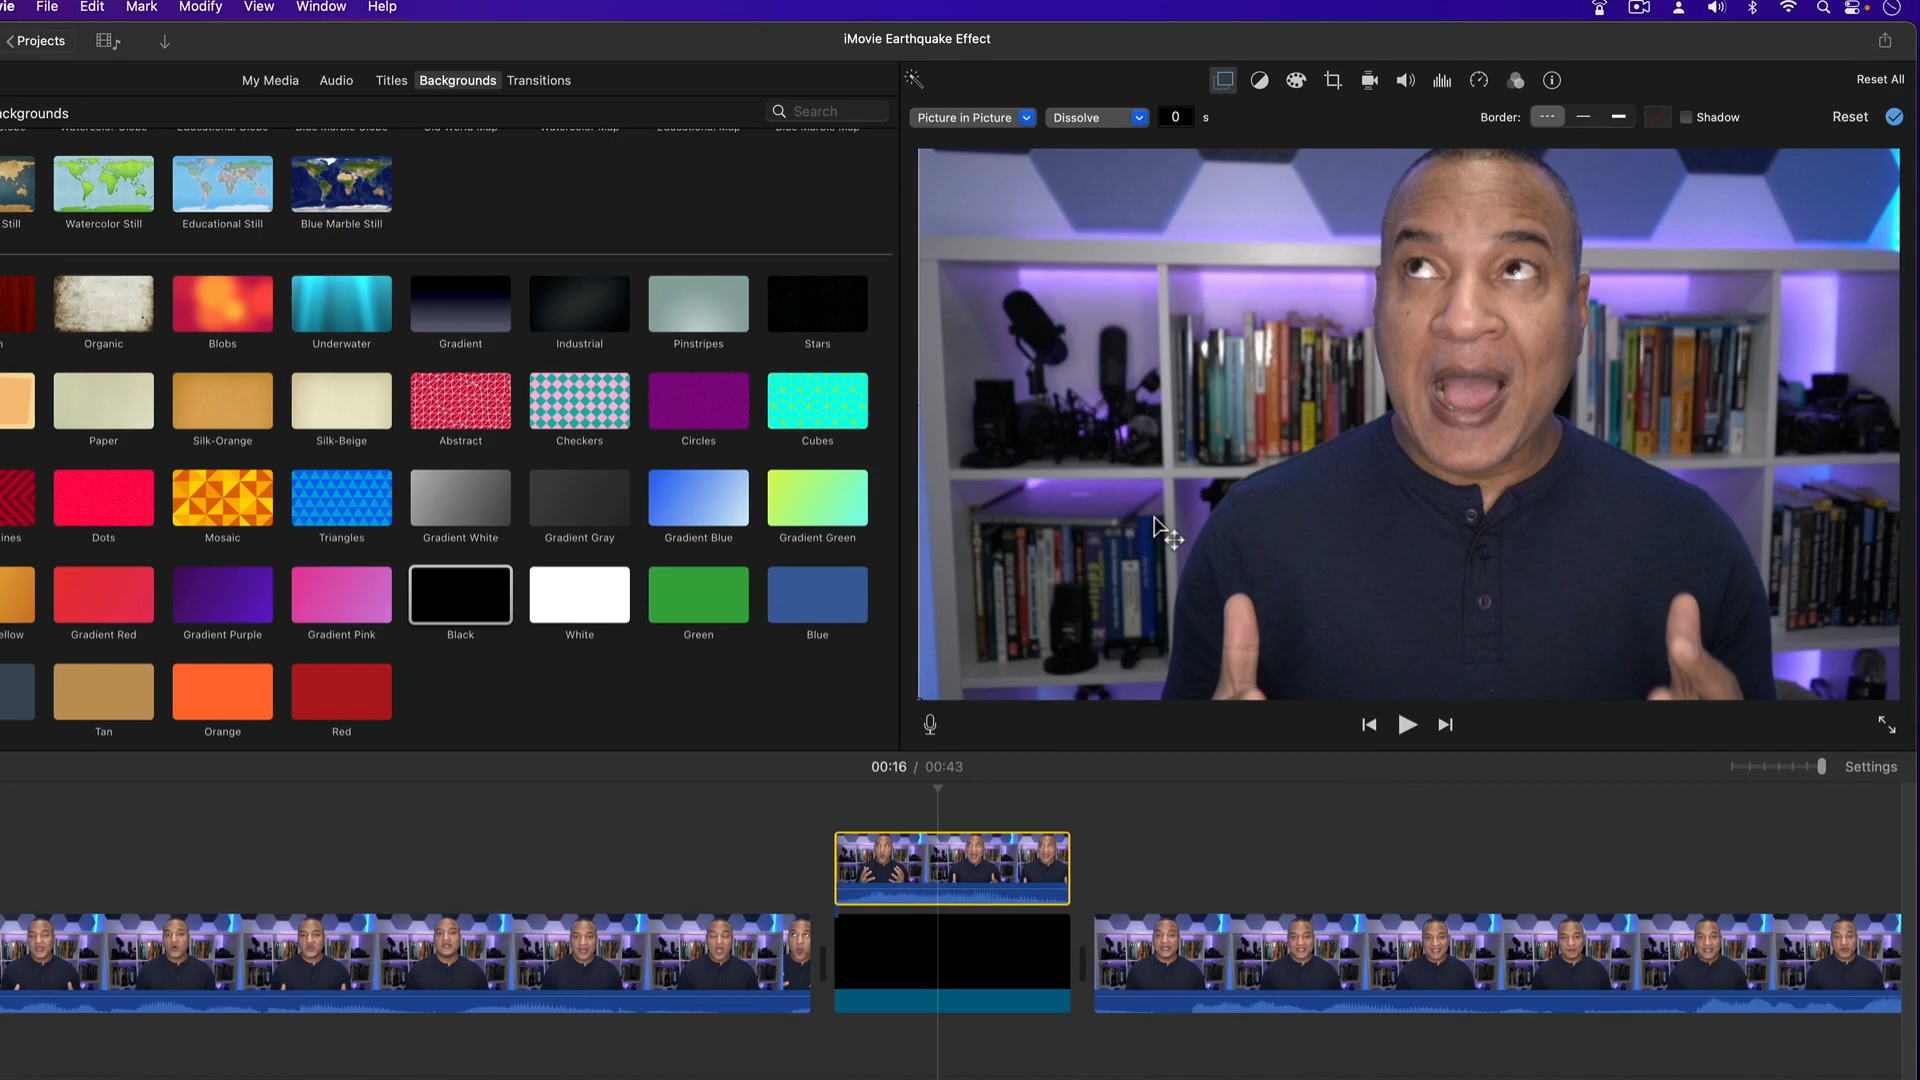 vie File Edit Mark Modify View Window Help
Projects
iMovie Earthquake Effect
My Media Audio Titles Backgrounds Transitions
Reset All
ackgrounds
Search
Picture in Picture Dissolve 0 s Border: Shadow Reset
Still Watercolor Still Educational Still Blue Marble Still
n Organic Blobs Underwater Gradient Industrial Pinstripes Stars
Paper Silk-Orange Silk-Beige Abstract Checkers Circles Cubes
ines Dots Mosaic Triangles Gradient White Gradient Gray Gradient Blue Gradient Green
ellow Gradient Red Gradient Purple Gradient Pink Black White Green Blue
Tan Orange Red
00:16 / 00:43
Settings